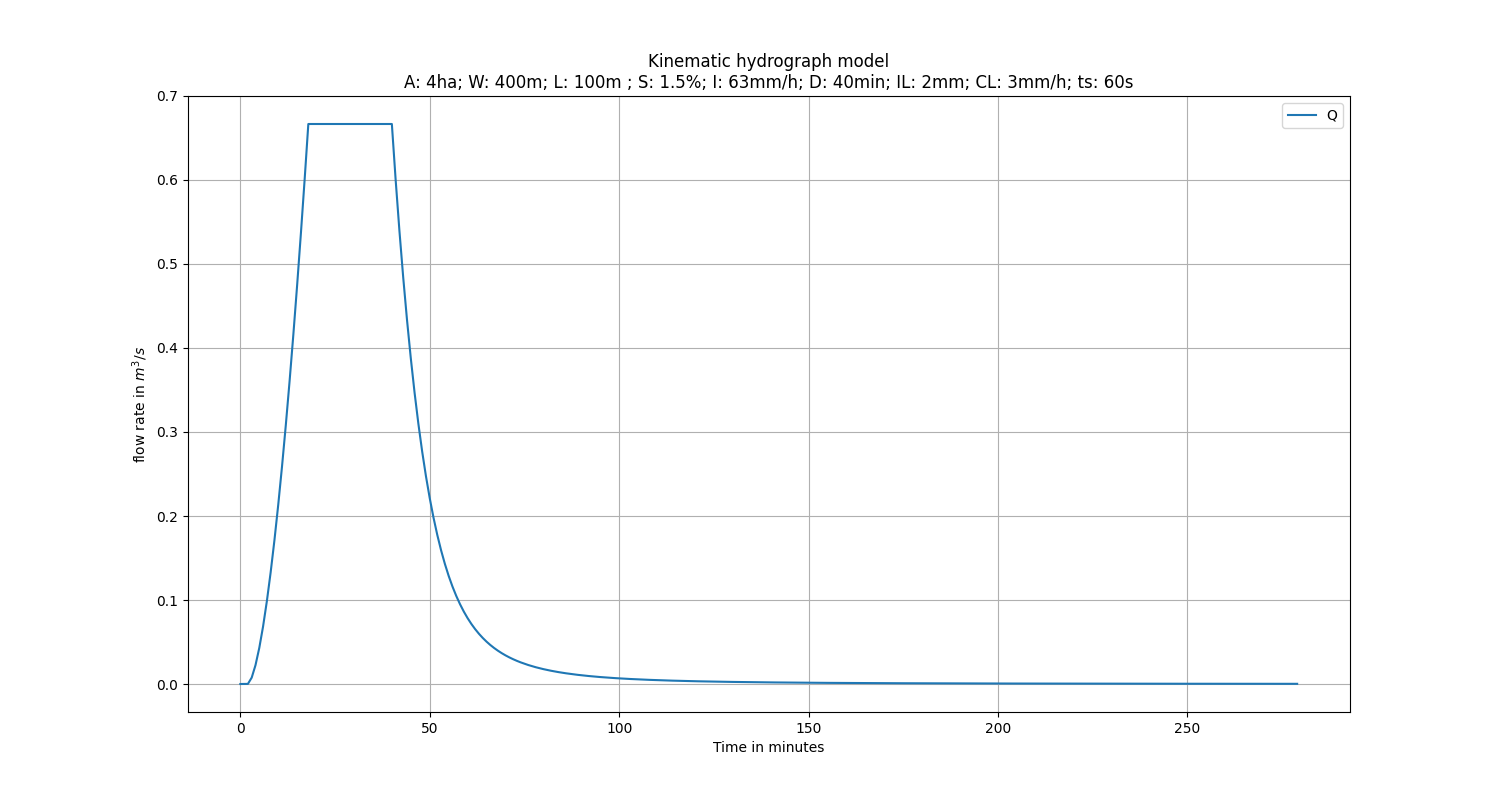 Kinematic hydrograph model
A: 4ha; W: 400m; L: 100m ; S: 1.5%; I: 63mm/h; D: 40min; IL: 2mm; CL: 3mm/h; ts: 60s
0.7
0.6
0.5
0.4
0.3
0.2
0.1
0.0
flow rate in m³/s
Q
0 50 100 150 200 250
Time in minutes